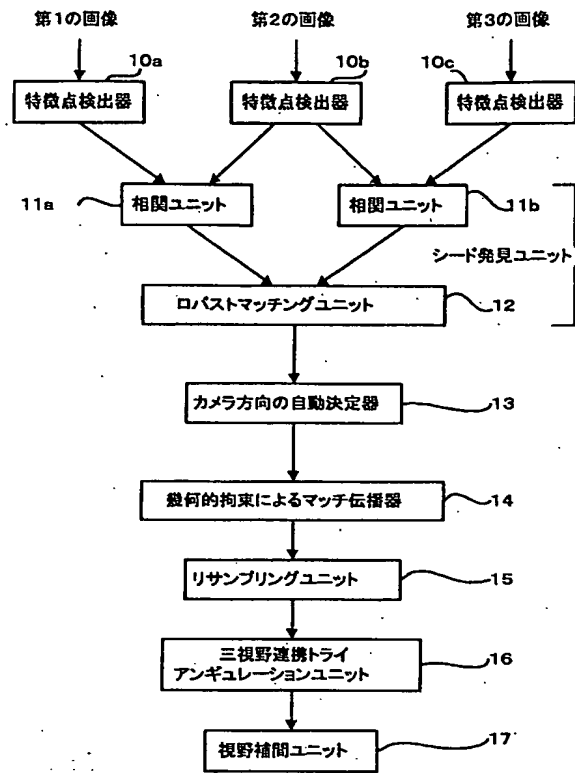 第1の画像
第2の画像
第3の画像
10a
10b
10c
特徴点検出器
特徴点検出器
特徴点検出器
11a
相関ユニット
相関ユニット
11b
シード発見ユニット
ロバストマッチングユニット
12
カメラ方向の自動決定器
13
幾何的拘束によるマッチ伝播器
14
リサンプリングユニット
15
三視野連携トライ
アンギュレーションユニット
16
視野補間ユニット
17